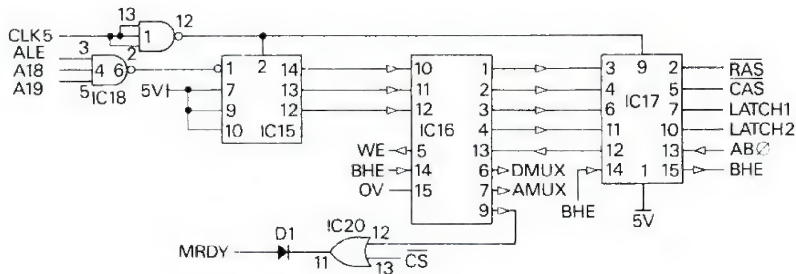 13 12
CLK5 1
ALE 3 2
A18 4 6
A19 5 IC18
1 2 14
5V 7 13
9 12
10 IC15
10 1
11 2
12 3
IC16 4
WE 5 13
BHE 14 6 DMUX
0V 15 7 AMUX
9
3 9 2 RAS
4 5 CAS
6 IC17 7 LATCH1
11 10 LATCH2
12 13 ABØ
14 1 15 BHE
BHE 5V
IC20
MRDY D1 11 12
13 CS